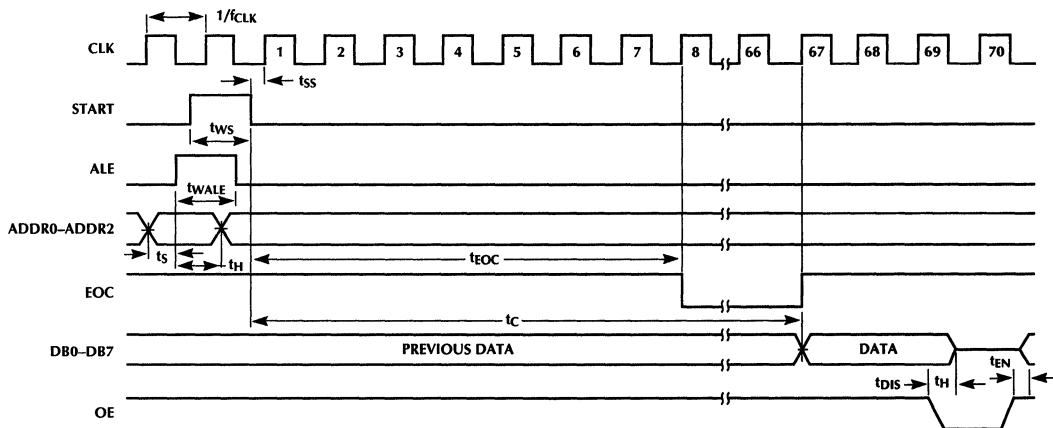 1/fCLK
CLK 1 2 3 4 5 6 7 8 66 67 68 69 70
tSS
START
tWS
ALE
tWALE
ADDR0–ADDR2
tS tH
tEOC
EOC
tC
DB0–DB7 PREVIOUS DATA DATA
tDIS tH tEN
OE